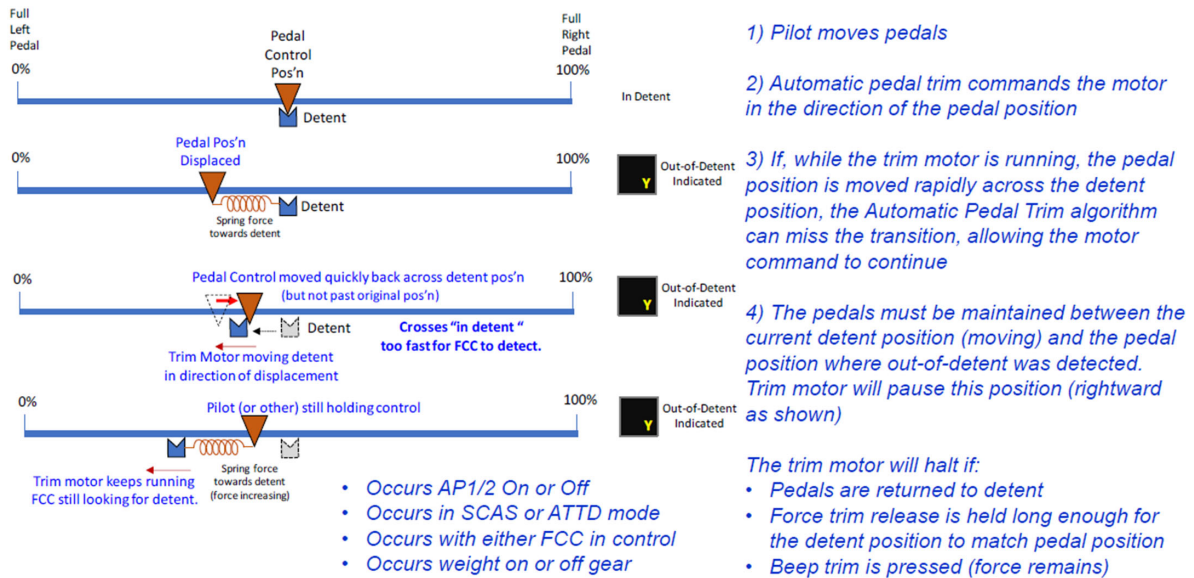 Full
Left
Pedal
0%
Pedal
Control
Pos'n
Full
Right
Pedal
100%
Detent
In Detent
0%
Pedal Pos'n
Displaced
100%
Detent
Spring force
towards detent
Y
Out-of-Detent
Indicated
0%
Pedal Control moved quickly back across detent pos'n
(but not past original pos'n)
100%
Detent
Crosses "in detent "
too fast for FCC to detect.
Trim Motor moving detent
in direction of displacement
Y
Out-of-Detent
Indicated
0%
Pilot (or other) still holding control
100%
Trim motor keeps running
FCC still looking for detent.
Spring force
towards detent
(force increasing)
Y
Out-of-Detent
Indicated
• Occurs AP1/2 On or Off
• Occurs in SCAS or ATTD mode
• Occurs with either FCC in control
• Occurs weight on or off gear
1) Pilot moves pedals
2) Automatic pedal trim commands the motor
in the direction of the pedal position
3) If, while the trim motor is running, the pedal
position is moved rapidly across the detent
position, the Automatic Pedal Trim algorithm
can miss the transition, allowing the motor
command to continue
4) The pedals must be maintained between the
current detent position (moving) and the pedal
position where out-of-detent was detected.
Trim motor will pause this position (rightward
as shown)
The trim motor will halt if:
• Pedals are returned to detent
• Force trim release is held long enough for
the detent position to match pedal position
• Beep trim is pressed (force remains)